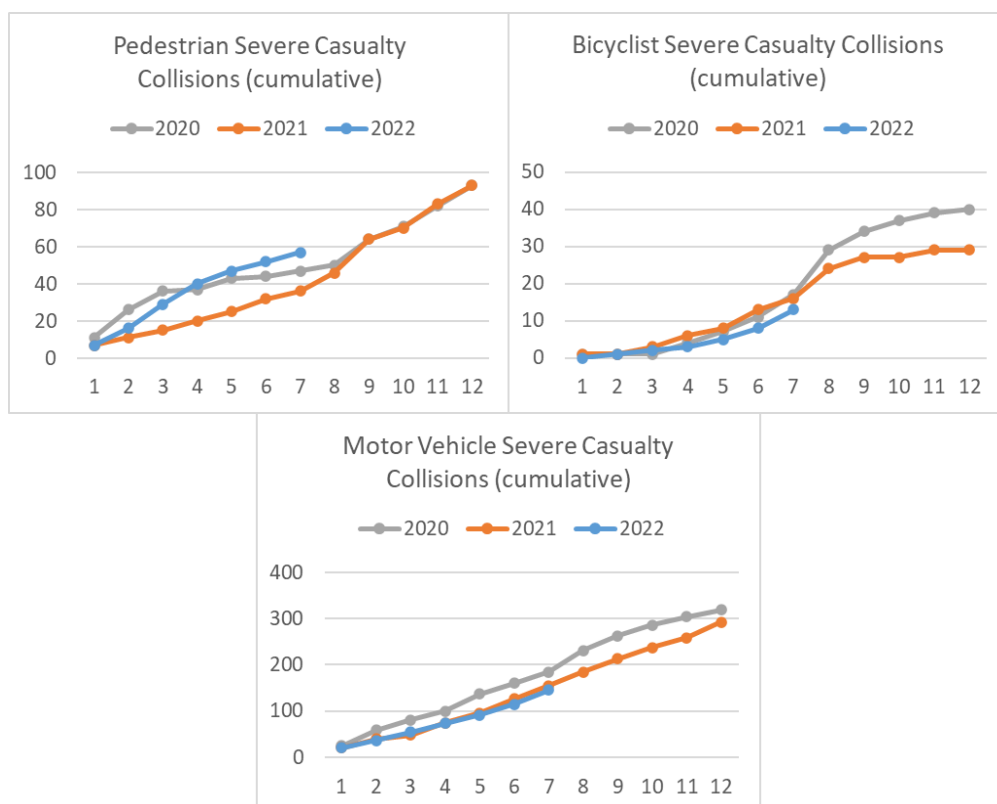 Pedestrian Severe Casualty
Collisions (cumulative)
2020 2021 2022
100
80
60
40
20
0
1 2 3 4 5 6 7 8 9 10 11 12
Bicyclist Severe Casualty Collisions
(cumulative)
2020 2021 2022
50
40
30
20
10
0
1 2 3 4 5 6 7 8 9 10 11 12
Motor Vehicle Severe Casualty
Collisions (cumulative)
2020 2021 2022
400
300
200
100
0
1 2 3 4 5 6 7 8 9 10 11 12